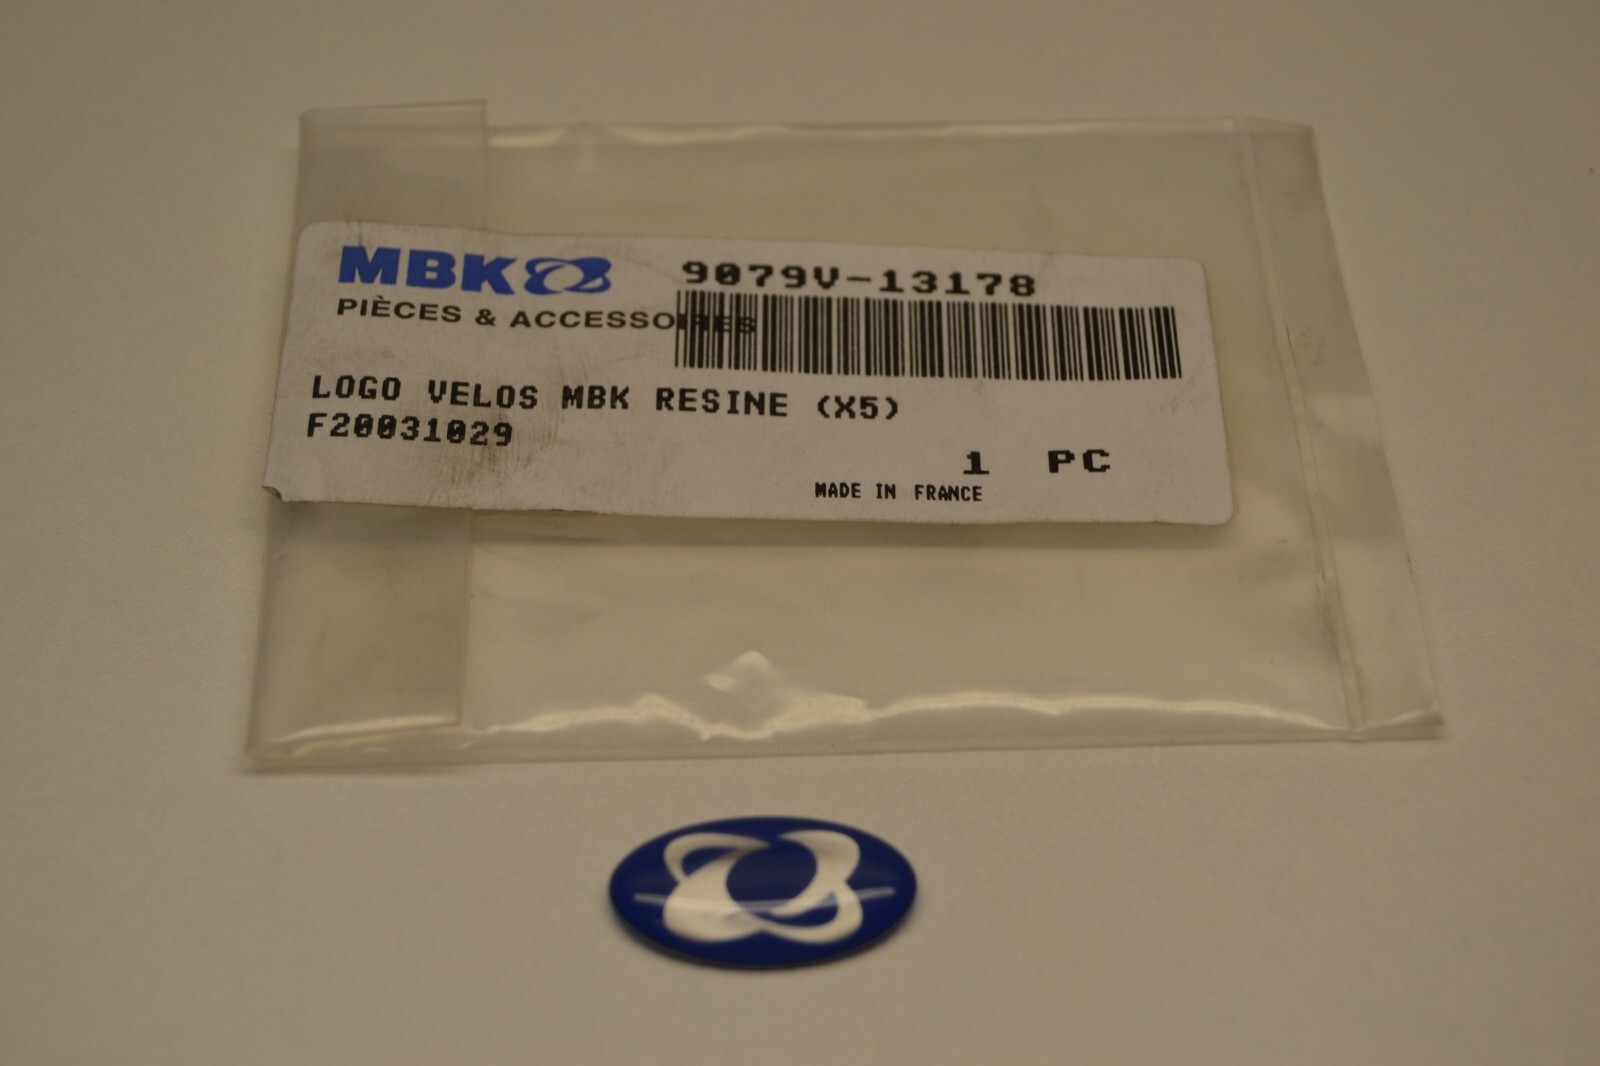 MBK
9079V-13178
PIÈCES & ACCESSOIRES
LOGO VELOS MBK RESINE (X5)
F20031029
1 PC
MADE IN FRANCE